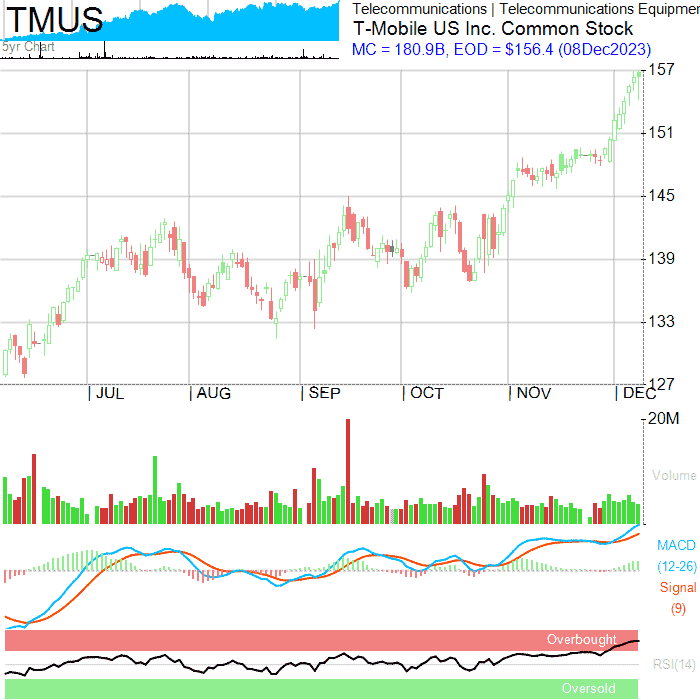 TMUS
5yr Chart
Telecommunications | Telecommunications Equipmen
T-Mobile US Inc. Common Stock
MC = 180.9B, EOD = $156.4 (08Dec2023)
157
151
145
139
133
127
JUL
AUG
SEP
OCT
NOV
DEC
20M
Volume
MACD
(12-26)
Signal
(9)
Overbought
RSI(14)
Oversold